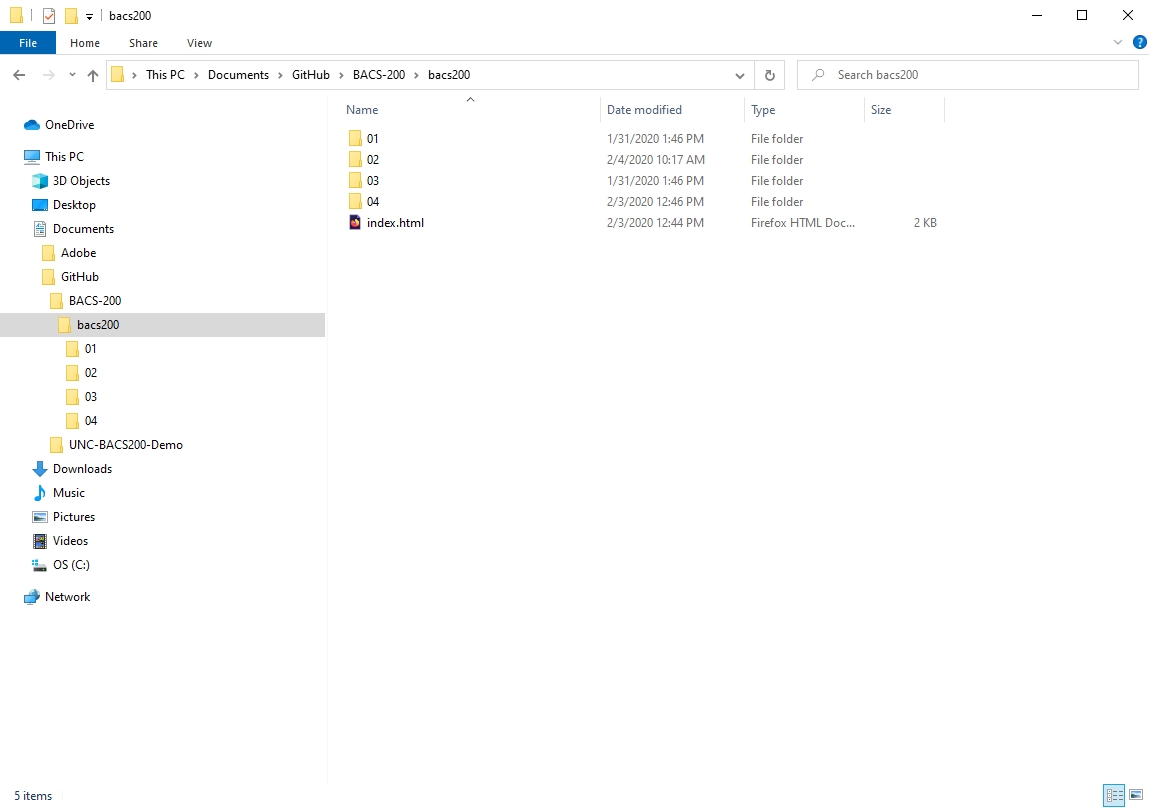 bacs200
File Home Share View
?
This PC Documents GitHub BACS-200 bacs200 Search bacs200
Name Date modified Type Size
01 1/31/2020 1:46 PM File folder
02 2/4/2020 10:17 AM File folder
03 1/31/2020 1:46 PM File folder
04 2/3/2020 12:46 PM File folder
index.html 2/3/2020 12:44 PM Firefox HTML Doc... 2 KB
OneDrive
This PC
3D Objects
Desktop
Documents
Adobe
GitHub
BACS-200
bacs200
01
02
03
04
UNC-BACS200-Demo
Downloads
Music
Pictures
Videos
OS (C:)
Network
5 items